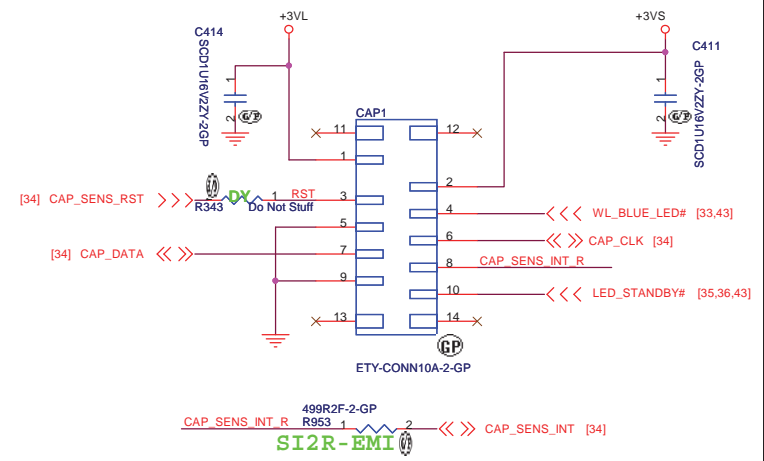 +3VL
+3VS
C414
SCD1U16V2ZY-2GP
1
2
G/P
C411
SCD1U16V2ZY-2GP
1
2
G/P
CAP1
11
12
1
2
[34] CAP_SENS_RST
R343
DY
1
RST
Do Not Stuff
3
4
WL_BLUE_LED# [33,43]
5
6
CAP_CLK [34]
[34] CAP_DATA
7
8
CAP_SENS_INT_R
9
10
LED_STANDBY# [35,36,43]
13
14
GP
ETY-CONN10A-2-GP
499R2F-2-GP
CAP_SENS_INT_R
R953
1
2
CAP_SENS_INT [34]
SI2R-EMI